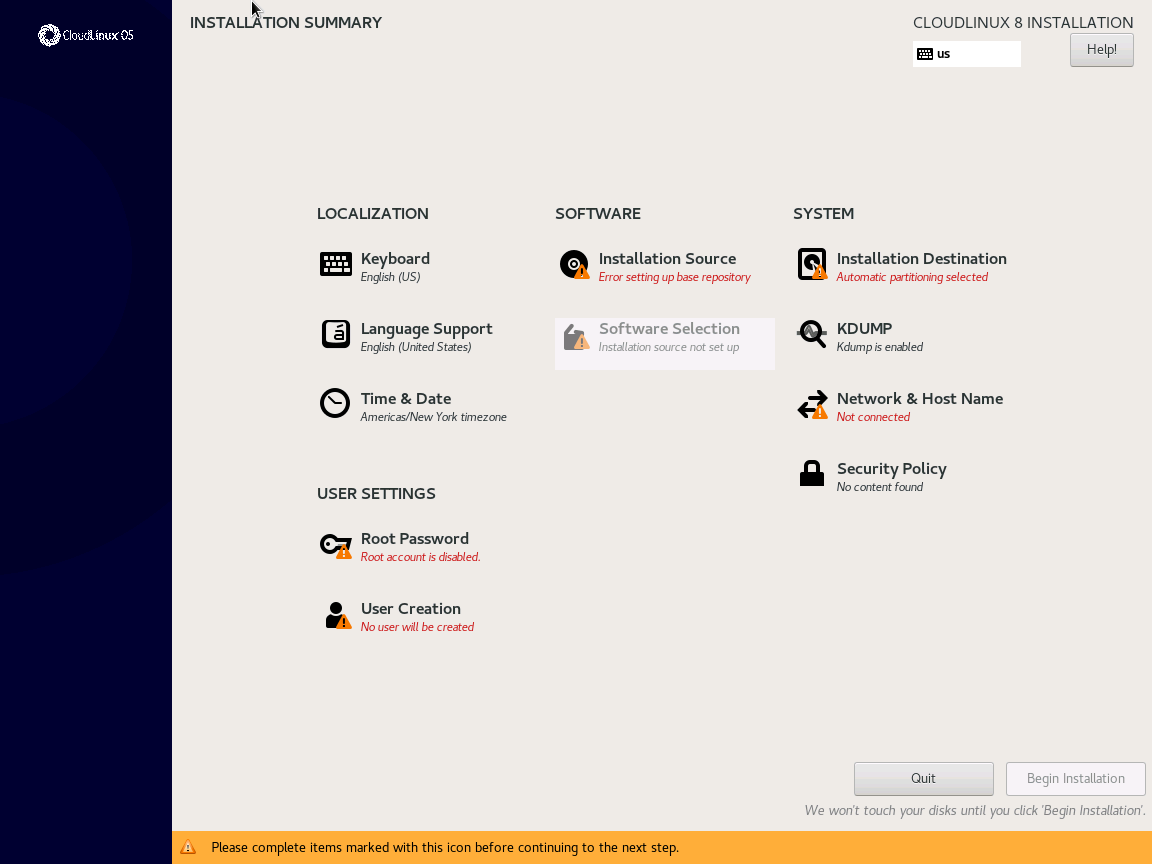 CloudLinux OS
INSTALLATION SUMMARY
CLOUDLINUX 8 INSTALLATION
us
Help!
LOCALIZATION
Keyboard
English (US)
Language Support
English (United States)
Time & Date
Americas/New York timezone
USER SETTINGS
Root Password
Root account is disabled.
User Creation
No user will be created
SOFTWARE
Installation Source
Error setting up base repository
Software Selection
Installation source not set up
SYSTEM
Installation Destination
Automatic partitioning selected
KDUMP
Kdump is enabled
Network & Host Name
Not connected
Security Policy
No content found
Quit
Begin Installation
We won't touch your disks until you click 'Begin Installation'.
Please complete items marked with this icon before continuing to the next step.